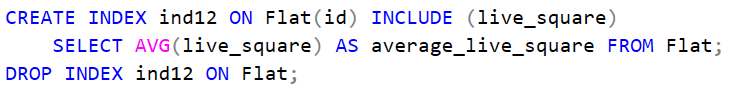 CREATE INDEX ind12 ON Flat(id) INCLUDE (live_square)
    SELECT AVG(live_square) AS average_live_square FROM Flat;
DROP INDEX ind12 ON Flat;